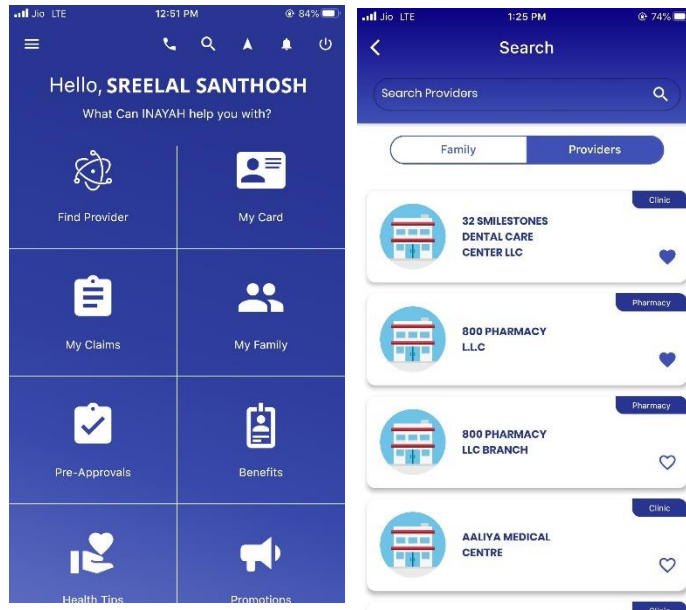 Jio LTE 12:51 PM 84%
Hello, SREELAL SANTHOSH
What Can INAYAH help you with?
Find Provider
My Card
My Claims
My Family
Pre-Approvals
Benefits
Health Tips
Promotions
Jio LTE 1:25 PM 74%
Search
Search Providers
Family
Providers
Clinic
32 SMILESTONES
DENTAL CARE
CENTER LLC
Pharmacy
800 PHARMACY
L.L.C
Pharmacy
800 PHARMACY
LLC BRANCH
Clinic
AALIYA MEDICAL
CENTRE
Clinic